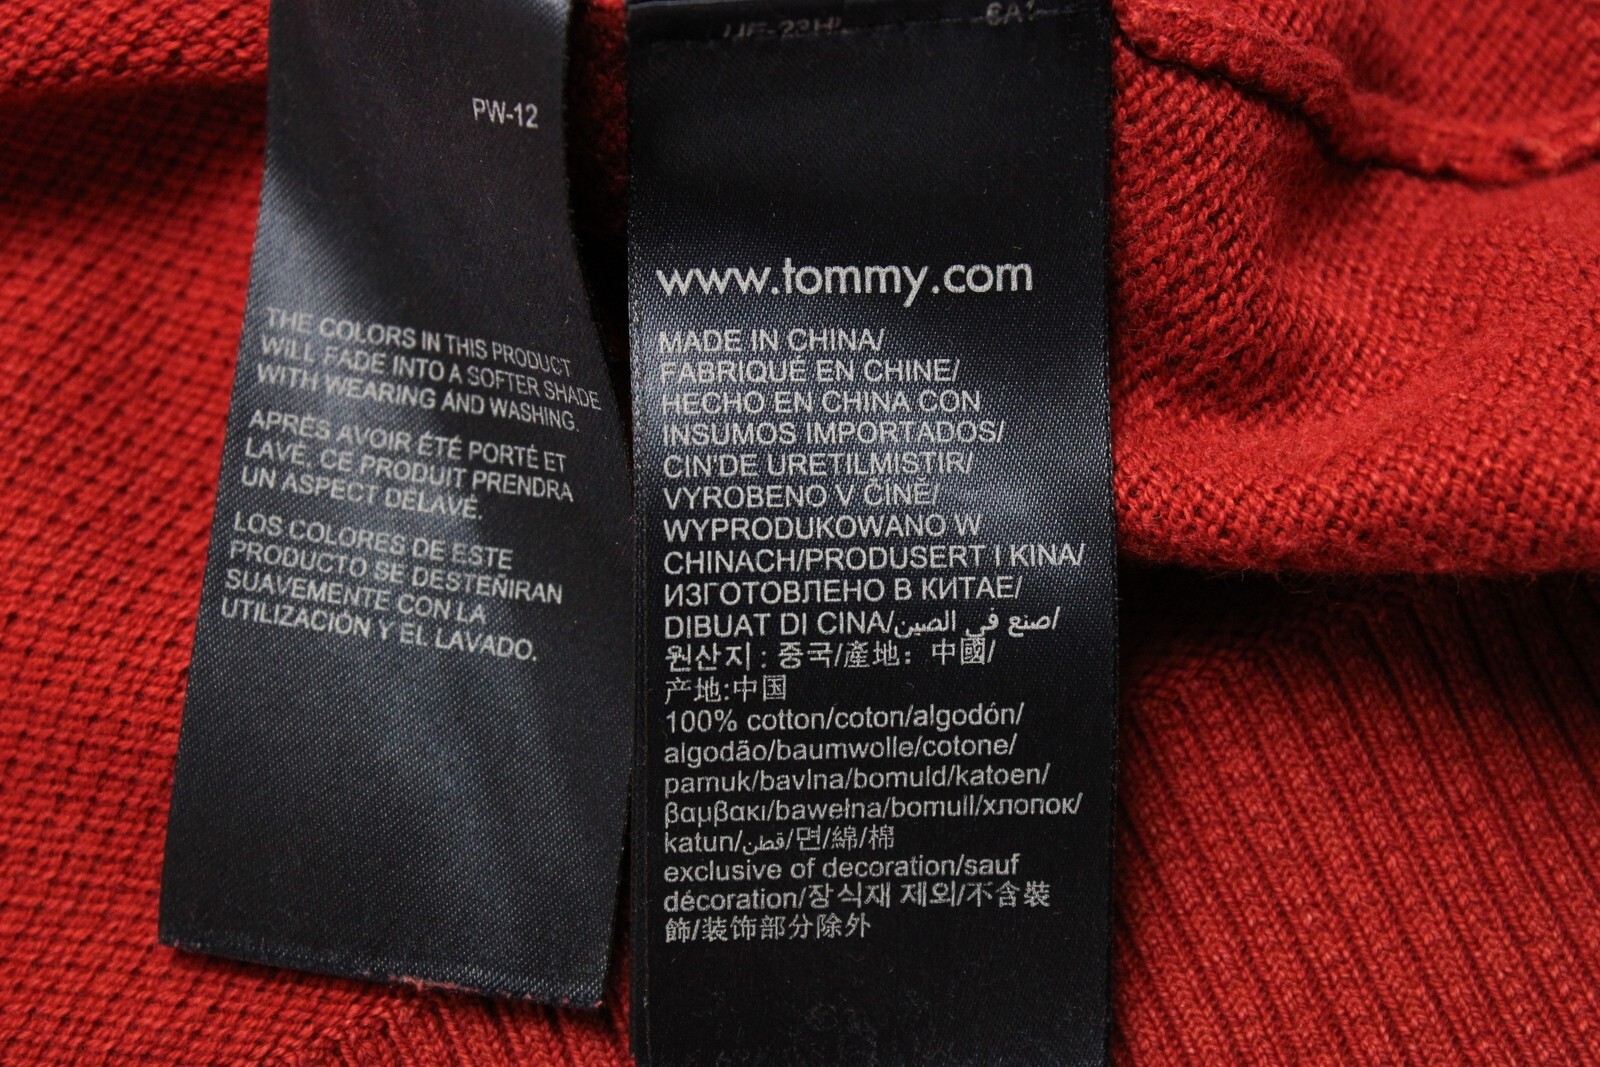 PW-12
THE COLORS IN THIS PRODUCT
WILL FADE INTO A SOFTER SHADE
WITH WEARING AND WASHING.
APRÈS AVOIR ÉTÉ PORTÉ ET
LAVÉ, CE PRODUIT PRENDRA
UN ASPECT DÉLAVÉ.
LOS COLORES DE ESTE
PRODUCTO SE DESTEÑIRAN
SUAVEMENTE CON LA
UTILIZACIÓN Y EL LAVADO.
www.tommy.com
MADE IN CHINA/
FABRIQUÉ EN CHINE/
HECHO EN CHINA CON
INSUMOS IMPORTADOS/
CIN'DE URETILMISTIR/
VYROBENO V ČÍNĚ/
WYPRODUKOWANO W
CHINACH/PRODUSERT I KINA/
ИЗГОТОВЛЕНО В КИТАЕ/
DIBUAT DI CINA/صنع في الصين/
원산지 : 중국/產地：中國/
产地:中国
100% cotton/coton/algodón/
algodão/baumwolle/cotone/
pamuk/bavlna/bomuld/katoen/
βαμβακι/bawełna/bomull/хлопок/
katun/قطن/면/綿/棉
exclusive of decoration/sauf
décoration/장식재 제외/不含裝
飾/装饰部分除外